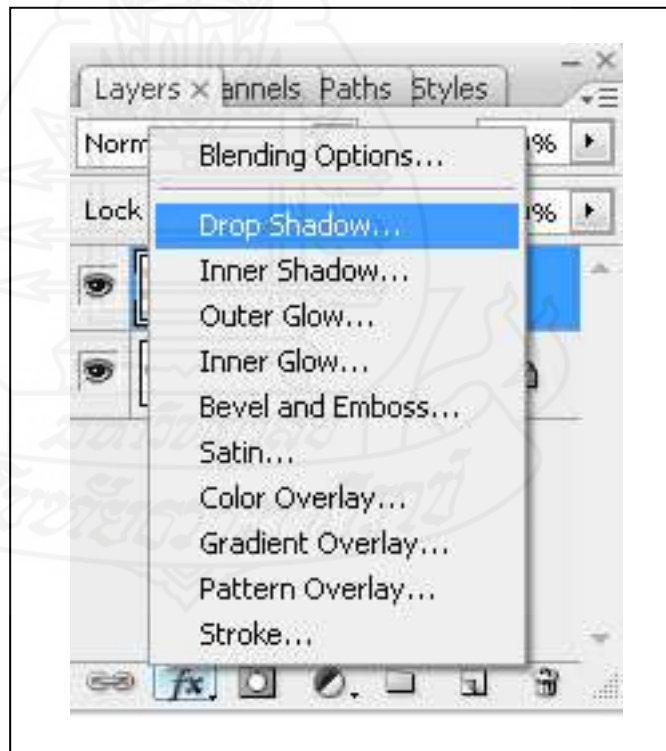 Layers × annels Paths Styles
Norm %
Blending Options...
Lock %
Drop Shadow...
Inner Shadow...
Outer Glow...
Inner Glow...
Bevel and Emboss...
Satin...
Color Overlay...
Gradient Overlay...
Pattern Overlay...
Stroke...
fx